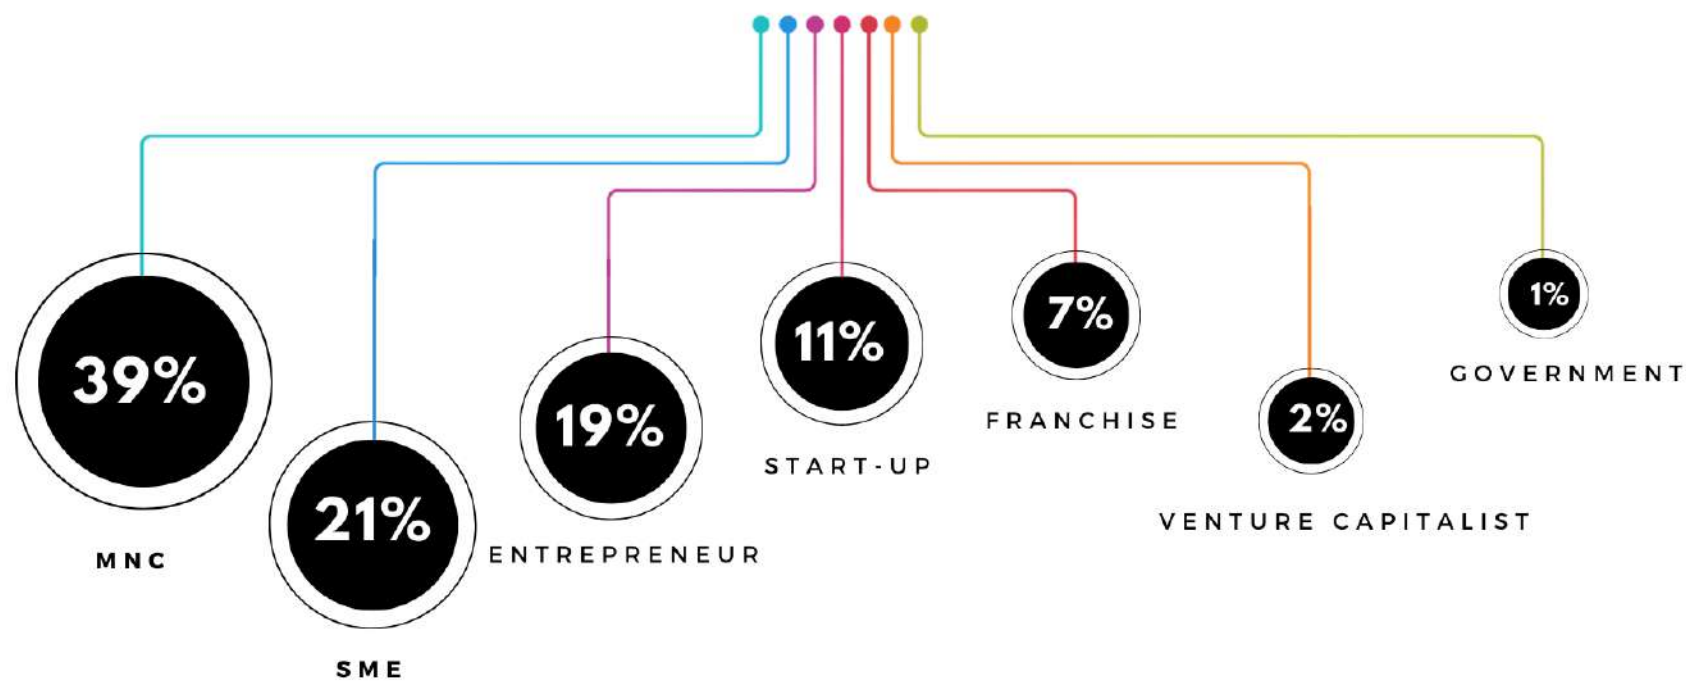 39%
MNC
21%
SME
19%
ENTREPRENEUR
11%
START-UP
7%
FRANCHISE
2%
VENTURE CAPITALIST
1%
GOVERNMENT